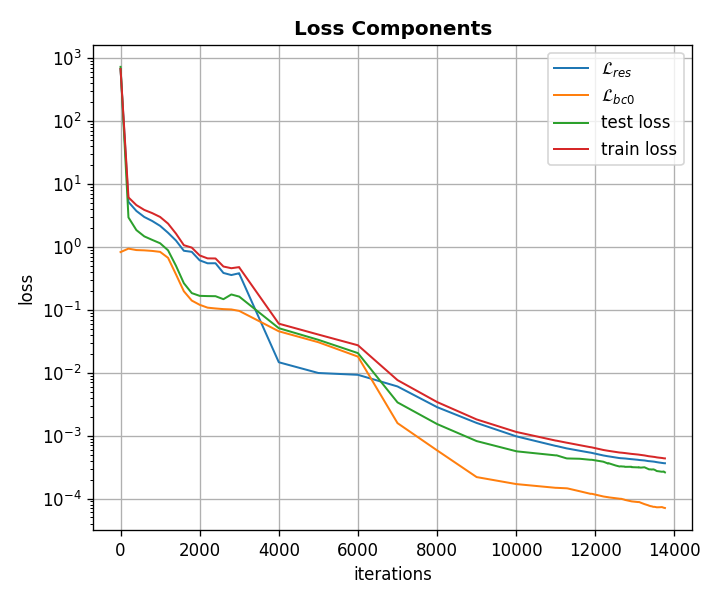 Loss Components
10³
10²
10¹
10⁰
10⁻¹
10⁻²
10⁻³
10⁻⁴
loss
ℒ_res
ℒ_bc0
test loss
train loss
0 2000 4000 6000 8000 10000 12000 14000
iterations